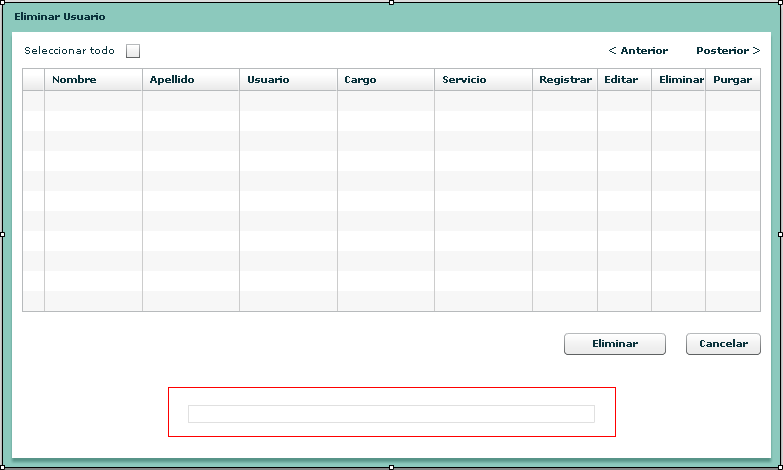 Eliminar Usuario
Seleccionar todo < Anterior Posterior >
Nombre Apellido Usuario Cargo Servicio Registrar Editar Eliminar Purgar
Eliminar Cancelar